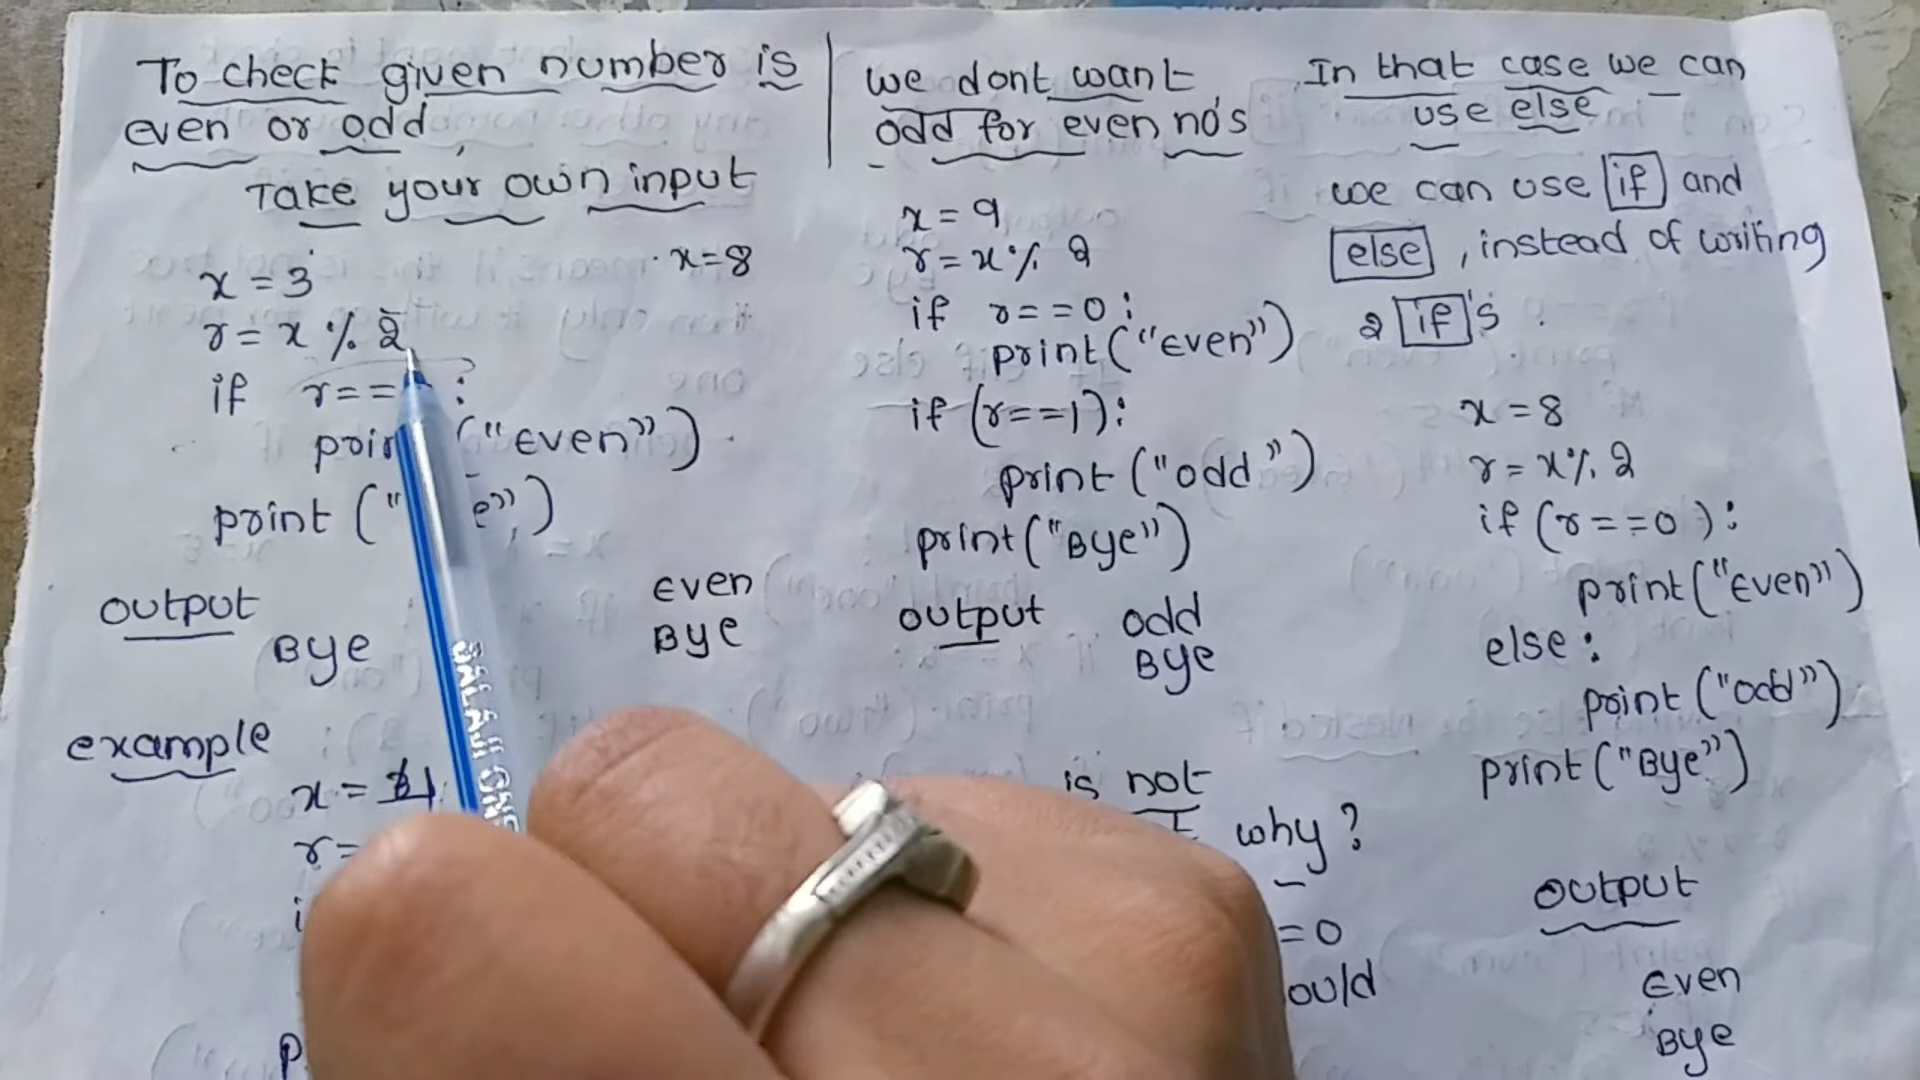 To check given number is
even or odd,
Take your own input
x = 3
x = 8
r = x % 2
if r ==   :
("Even")
print ("
e")
output
Bye
Even
Bye
example
x =
r =
we dont want
odd for even no's
x = 9
r = x % 2
if r == 0 :
print ("Even")
if (r==1):
print ("odd")
print ("Bye")
output
odd
Bye
is not
why?
= 0
ould
In that case we can
use else
we can use if and
else , instead of writing
2 if 's .
x = 8
r = x % 2
if (r == 0 ) :
print ("Even")
else :
print ("odd")
print ("Bye")
output
Even
Bye
BALAJI